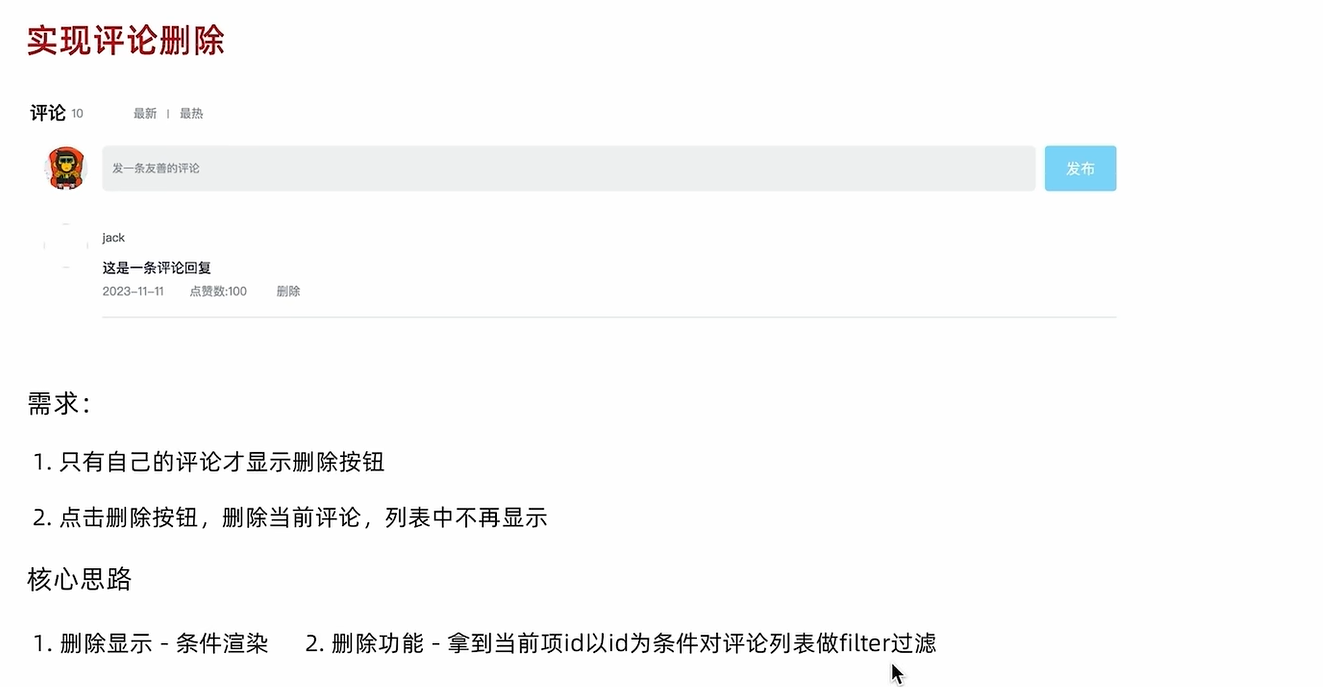 实现评论删除
评论 10 最新 | 最热
发一条友善的评论 发布
jack
这是一条评论回复
2023-11-11 点赞数:100 删除
需求：
1. 只有自己的评论才显示删除按钮
2. 点击删除按钮，删除当前评论，列表中不再显示
核心思路
1. 删除显示 - 条件渲染 2. 删除功能 - 拿到当前项id以id为条件对评论列表做filter过滤